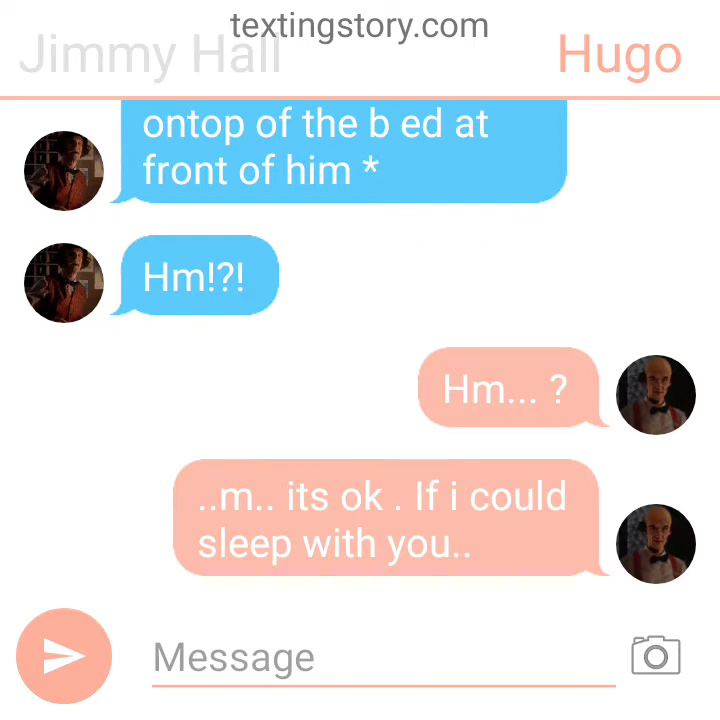 textingstory.com
Jimmy Hall
Hugo
ontop of the b ed at
front of him *
Hm!?!
Hm... ?
..m.. its ok . If i could
sleep with you..
Message